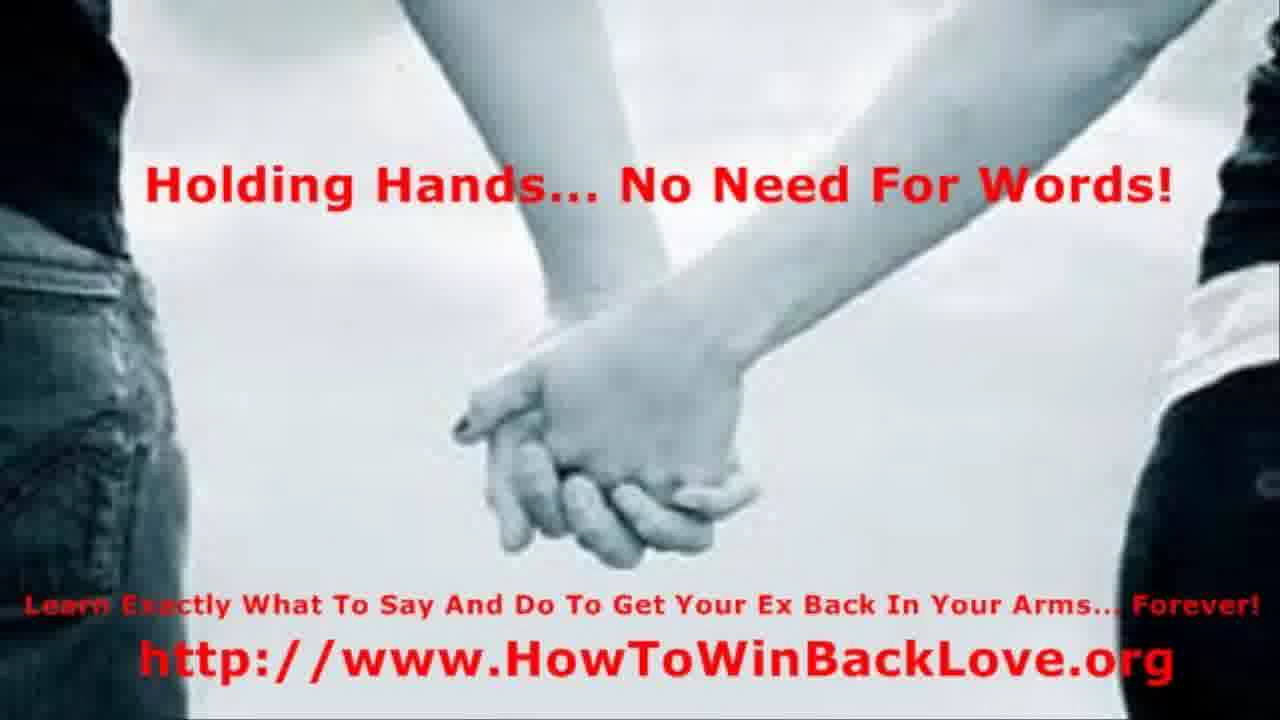 Holding Hands... No Need For Words!
Learn Exactly What To Say And Do To Get Your Ex Back In Your Arms... Forever!
http://www.HowToWinBackLove.org